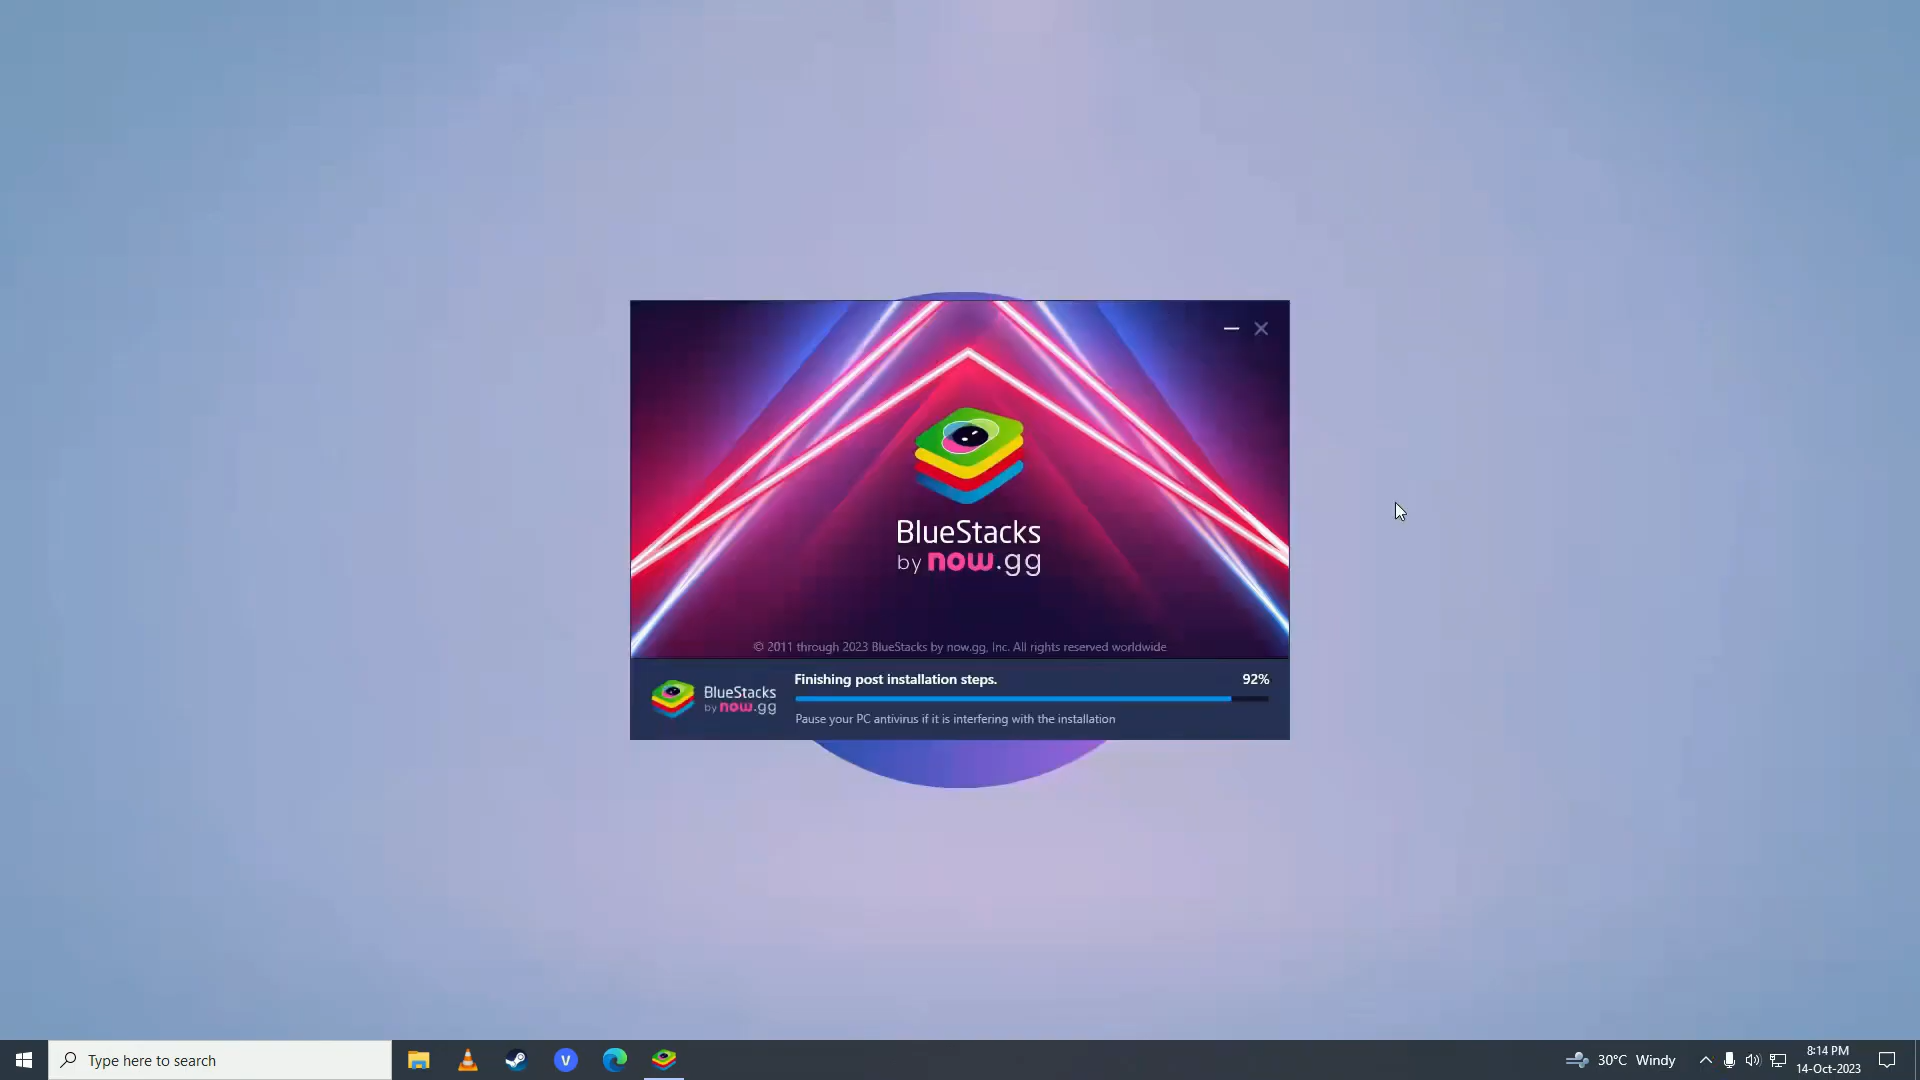 BlueStacks
by now.gg
© 2011 through 2023 BlueStacks by now.gg, Inc. All rights reserved worldwide
BlueStacks
by now.gg
Finishing post installation steps.
92%
Pause your PC antivirus if it is interfering with the installation
Type here to search
V
30°C Windy
8:14 PM
14-Oct-2023